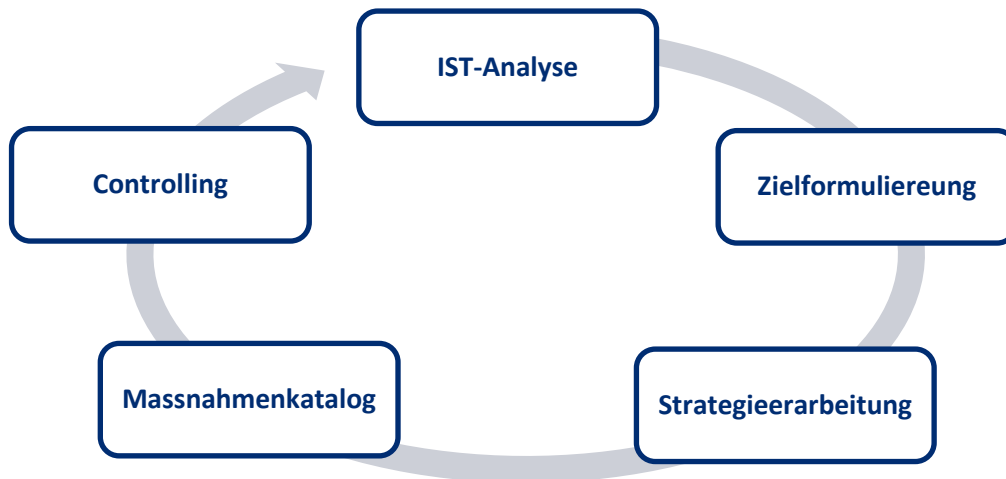 IST-Analyse
Zielformuliereung
Strategieerarbeitung
Massnahmenkatalog
Controlling